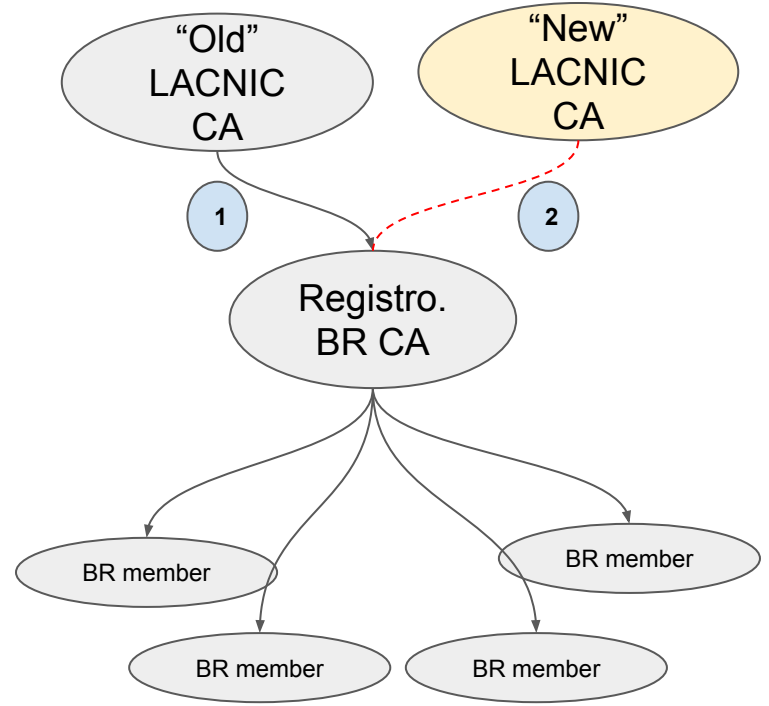 “Old”
LACNIC
CA
“New”
LACNIC
CA
1
2
Registro.
BR CA
BR member
BR member
BR member
BR member